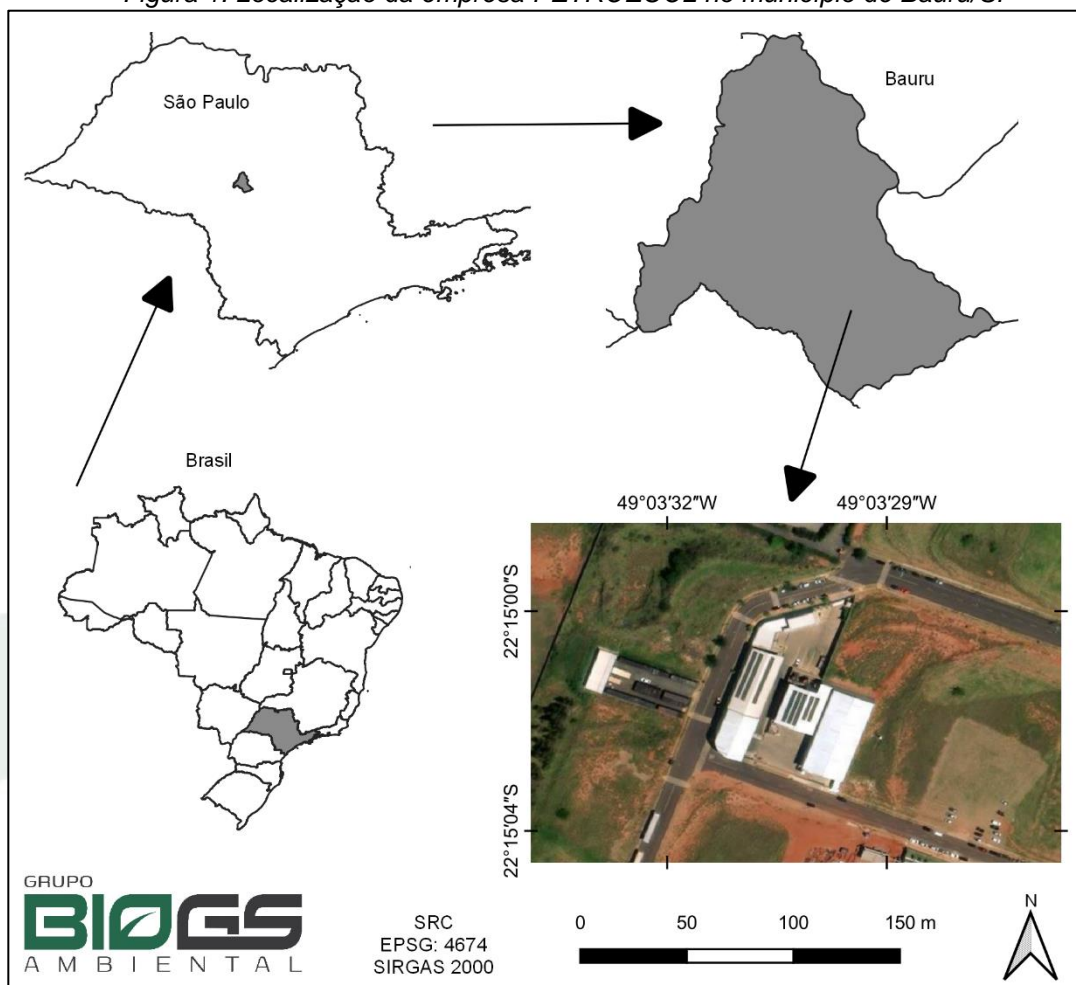 São Paulo
Bauru
Brasil
49°03'32"W
49°03'29"W
22°15'00"S
22°15'04"S
GRUPO
BIOGS
AMBIENTAL
SRC
EPSG: 4674
SIRGAS 2000
0 50 100 150 m
N